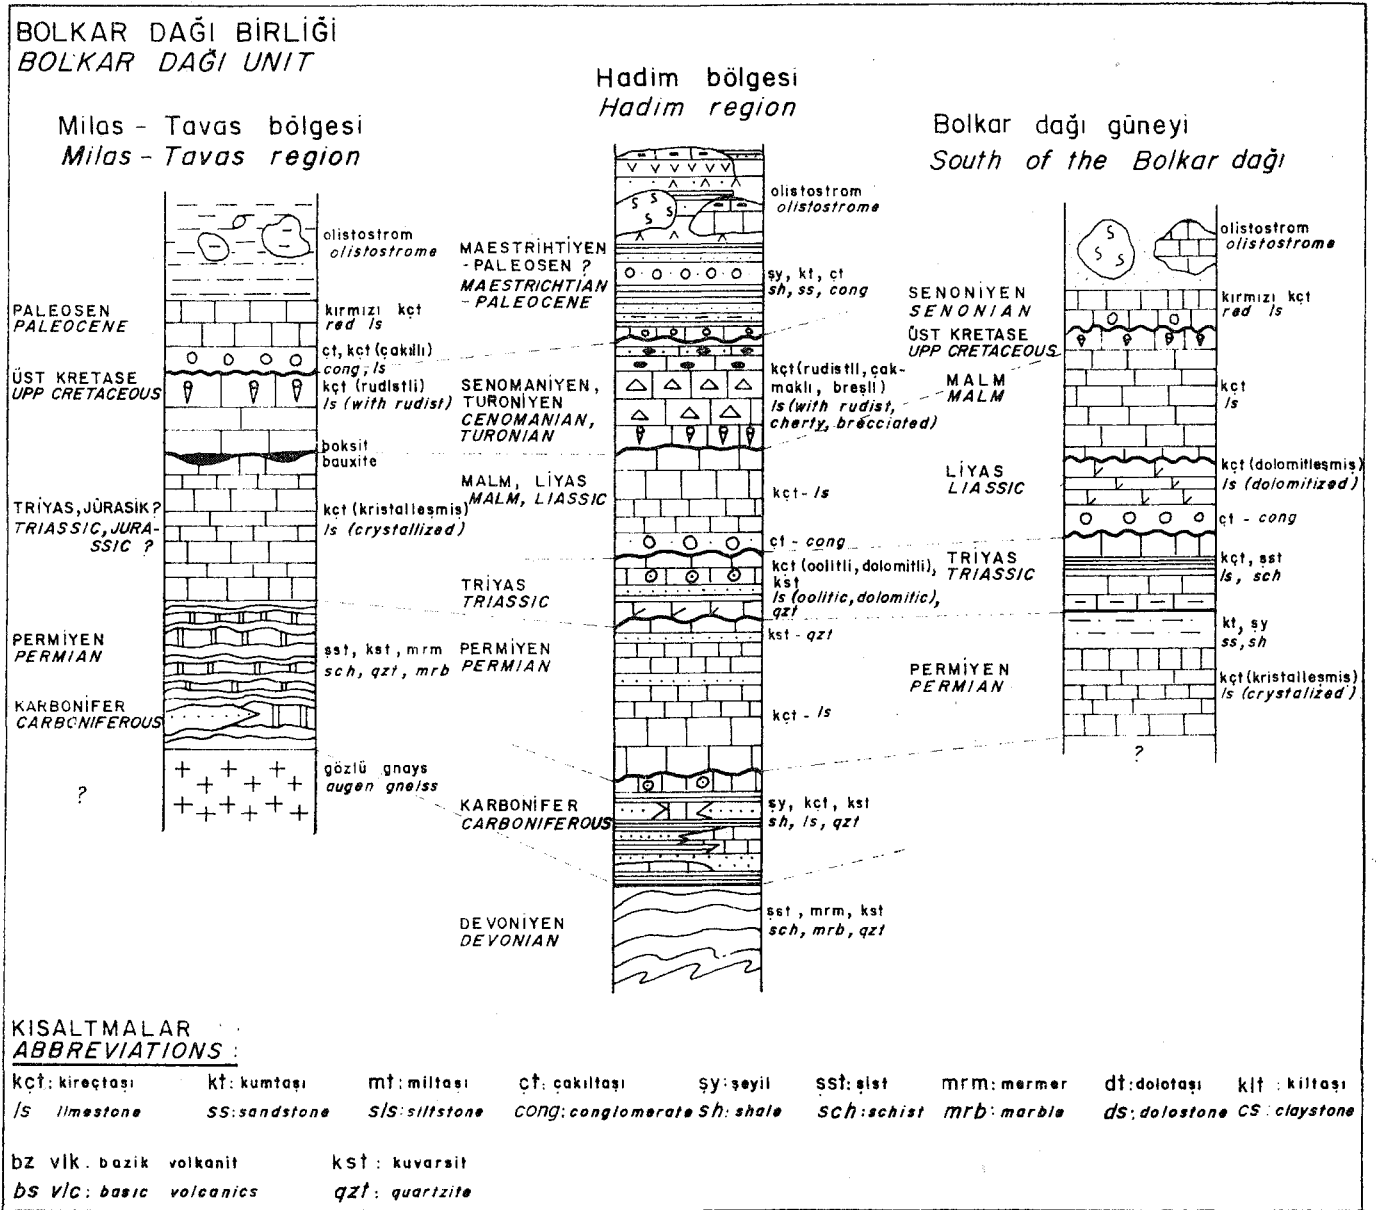 BOLKAR DAĞI BİRLİĞİ
BOLKAR DAĞI UNIT
Milas - Tavas bölgesi
Milas - Tavas region
olistostrom
olistostrome
PALEOSEN
PALEOCENE
kırmızı kçt
red ls
ct, kçt (çakıllı)
cong, ls
ÜST KRETASE
UPP CRETACEOUS
kçt (rudistli)
ls (with rudist)
boksit
bauxite
TRİYAS, JÜRASİK?
TRIASSIC, JURA-
SSIC ?
kçt (kristalleşmiş)
ls (crystallized)
PERMİYEN
PERMIAN
şst, kst, mrm
sch, qzt, mrb
KARBONİFER
CARBONIFEROUS
?
gözlü gnays
augen gneiss
Hadim bölgesi
Hadim region
olistostrom
olistostrome
MAESTRİHTİYEN
-PALEOSEN ?
MAESTRICHTIAN
- PALEOCENE
şy, kt, ct
sh, ss, cong
SENOMANİYEN,
TURONİYEN
CENOMANIAN,
TURONIAN
kçt (rudistli, çak-
maklı, breşli)
ls (with rudist,
cherty, brecciated)
MALM, LİYAS
MALM, LIASSIC
kçt - ls
çt - cong
TRİYAS
TRIASSIC
kçt (oolitli, dolomitli),
kst
ls (oolitic, dolomitic),
qzt
kst - qzt
PERMİYEN
PERMIAN
kçt - ls
KARBONİFER
CARBONIFEROUS
şy, kçt, kst
sh, ls, qzt
DEVONİYEN
DEVONIAN
şst, mrm, kst
sch, mrb, qzt
Bolkar dağı güneyi
South of the Bolkar dağı
olistostrom
olistostrome
SENONİYEN
SENONIAN
kırmızı kçt
red ls
ÜST KRETASE
UPP CRETACEOUS
MALM
MALM
kçt
ls
LİYAS
LIASSIC
kçt (dolomitleşmiş)
ls (dolomitized)
çt - cong
TRİYAS
TRIASSIC
kçt, şst
ls, sch
kt, şy
ss, sh
PERMİYEN
PERMIAN
kçt (kristalleşmiş)
ls (crystalized)
?
KISALTMALAR
ABBREVIATIONS :
kçt: kireçtaşı kt: kumtaşı mt: miltaşı çt: çakıltaşı şy: şeyil şst: şist mrm: mermer dt: dolotaşı klt: kiltaşı
ls limestone ss: sandstone sls: siltstone cong: conglomerate sh: shale sch: schist mrb: marble ds: dolostone cs: claystone
bz vlk. bazik volkanit kst: kuvarsit
bs vlc: basic volcanics qzt: quartzite